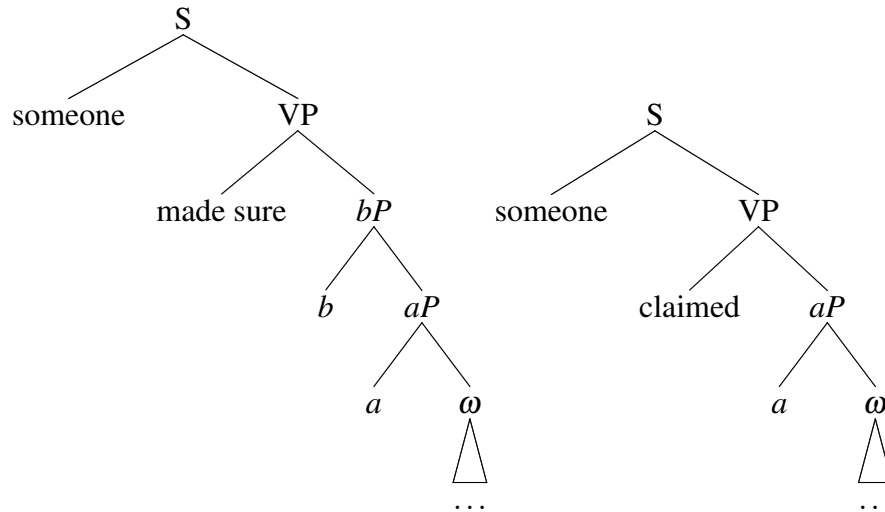 S
someone VP
made sure bP
b aP
a ω
...
S
someone VP
claimed aP
a ω